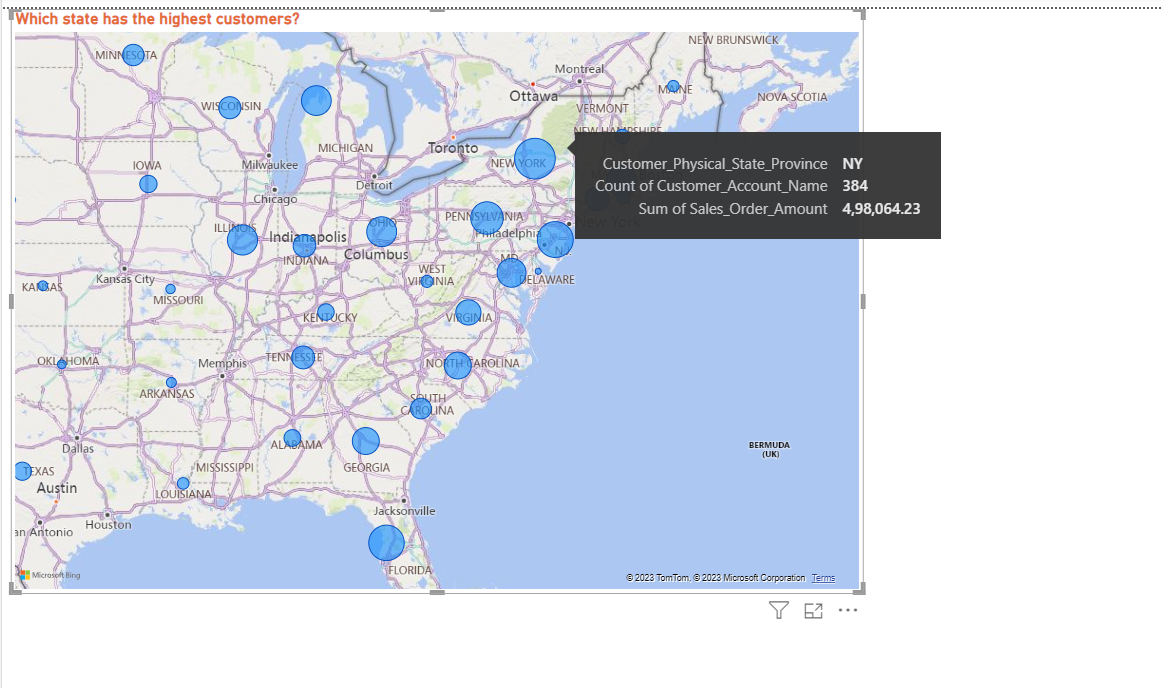 Which state has the highest customers?
NEW BRUNSWICK
MINNESOTA
Montreal
Ottawa
MAINE
NOVA SCOTIA
WISCONSIN
VERMONT
NEW HAMPSHIRE
MICHIGAN
Toronto
IOWA
Milwaukee
NEW YORK
Customer_Physical_State_Province NY
Detroit
Count of Customer_Account_Name 384
Chicago
Sum of Sales_Order_Amount 4,98,064.23
PENNSYLVANIA
New York
ILLINOIS
OHIO
Indianapolis
Philadelphia
Columbus
N.J.
INDIANA
MD
WEST
VIRGINIA
DELAWARE
Kansas City
KANSAS
MISSOURI
KENTUCKY
VIRGINIA
OKLAHOMA
Memphis
TENNESSEE
NORTH CAROLINA
ARKANSAS
SOUTH
CAROLINA
ALABAMA
Dallas
BERMUDA
(UK)
TEXAS
MISSISSIPPI
GEORGIA
Austin
LOUISIANA
Jacksonville
Houston
an Antonio
FLORIDA
Microsoft Bing
© 2023 TomTom, © 2023 Microsoft Corporation Terms